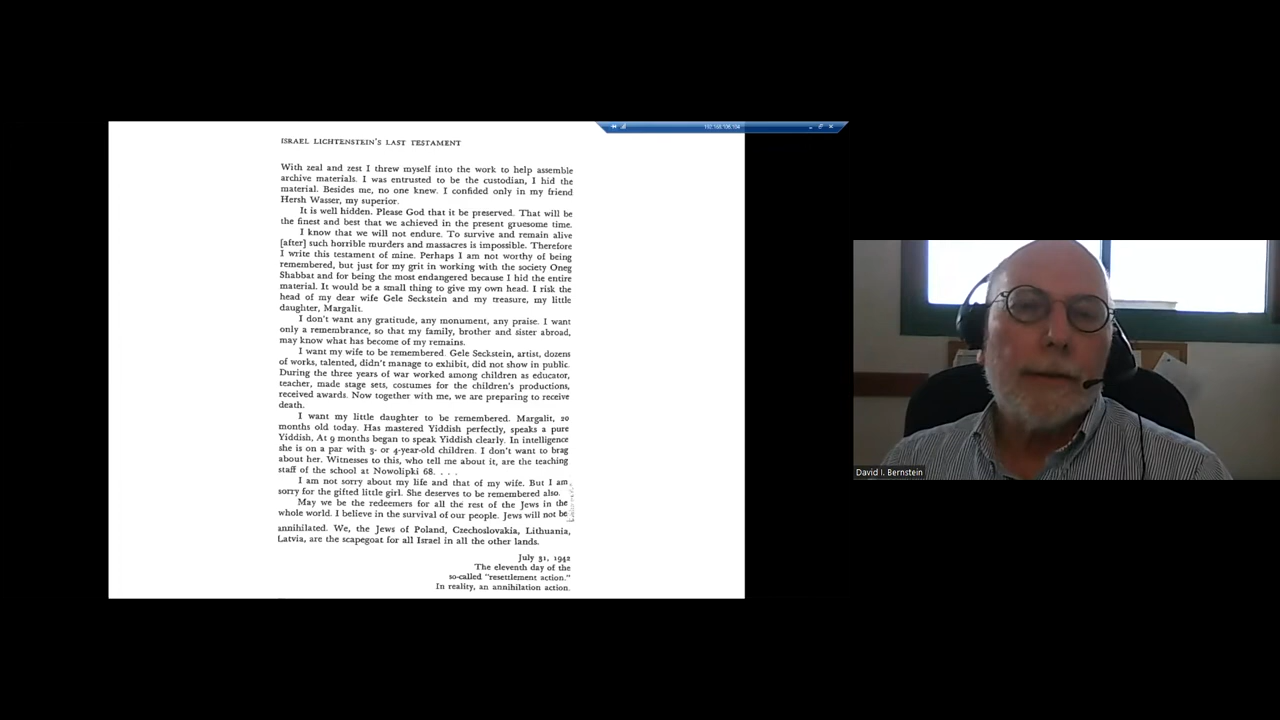 192.168.106.104
ISRAEL LICHTENSTEIN'S LAST TESTAMENT
With zeal and zest I threw myself into the work to help assemble
archive materials. I was entrusted to be the custodian, I hid the
material. Besides me, no one knew. I confided only in my friend
Hersh Wasser, my superior.
It is well hidden. Please God that it be preserved. That will be
the finest and best that we achieved in the present gruesome time.
I know that we will not endure. To survive and remain alive
[after] such horrible murders and massacres is impossible. Therefore
I write this testament of mine. Perhaps I am not worthy of being
remembered, but just for my grit in working with the society Oneg
Shabbat and for being the most endangered because I hid the entire
material. It would be a small thing to give my own head. I risk the
head of my dear wife Gele Seckstein and my treasure, my little
daughter, Margalit.
I don't want any gratitude, any monument, any praise. I want
only a remembrance, so that my family, brother and sister abroad,
may know what has become of my remains.
I want my wife to be remembered. Gele Seckstein, artist, dozens
of works, talented, didn't manage to exhibit, did not show in public.
During the three years of war worked among children as educator,
teacher, made stage sets, costumes for the children's productions,
received awards. Now together with me, we are preparing to receive
death.
I want my little daughter to be remembered. Margalit, 20
months old today. Has mastered Yiddish perfectly, speaks a pure
Yiddish, At 9 months began to speak Yiddish clearly. In intelligence
she is on a par with 3- or 4-year-old children. I don't want to brag
about her. Witnesses to this, who tell me about it, are the teaching
staff of the school at Nowolipki 68. . . .
I am not sorry about my life and that of my wife. But I am
sorry for the gifted little girl. She deserves to be remembered also.
May we be the redeemers for all the rest of the Jews in the
whole world. I believe in the survival of our people. Jews will not be
annihilated. We, the Jews of Poland, Czechoslovakia, Lithuania,
Latvia, are the scapegoat for all Israel in all the other lands.
July 31, 1942
The eleventh day of the
so-called "resettlement action."
In reality, an annihilation action.
David I. Bernstein